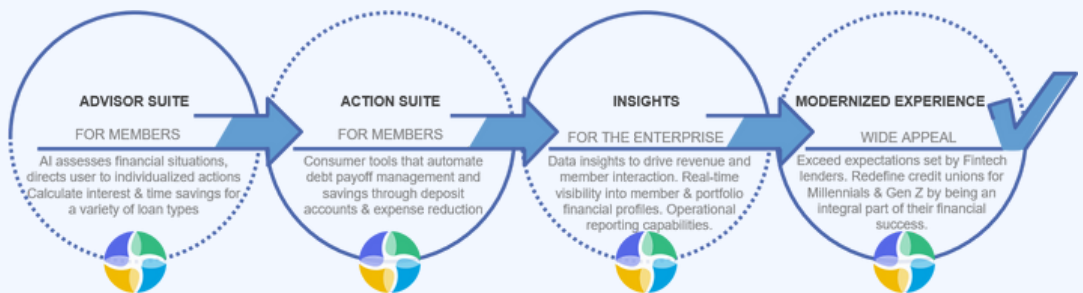 ADVISOR SUITE
FOR MEMBERS
AI assesses financial situations,
directs user to individualized actions
Calculate interest & time savings for
a variety of loan types
ACTION SUITE
FOR MEMBERS
Consumer tools that automate
debt payoff management and
savings through deposit
accounts & expense reduction
INSIGHTS
FOR THE ENTERPRISE
Data insights to drive revenue and
member interaction. Real-time
visibility into member & portfolio
financial profiles. Operational
reporting capabilities.
MODERNIZED EXPERIENCE
WIDE APPEAL
Exceed expectations set by Fintech
lenders. Redefine credit unions for
Millennials & Gen Z by being an
integral part of their financial
success.